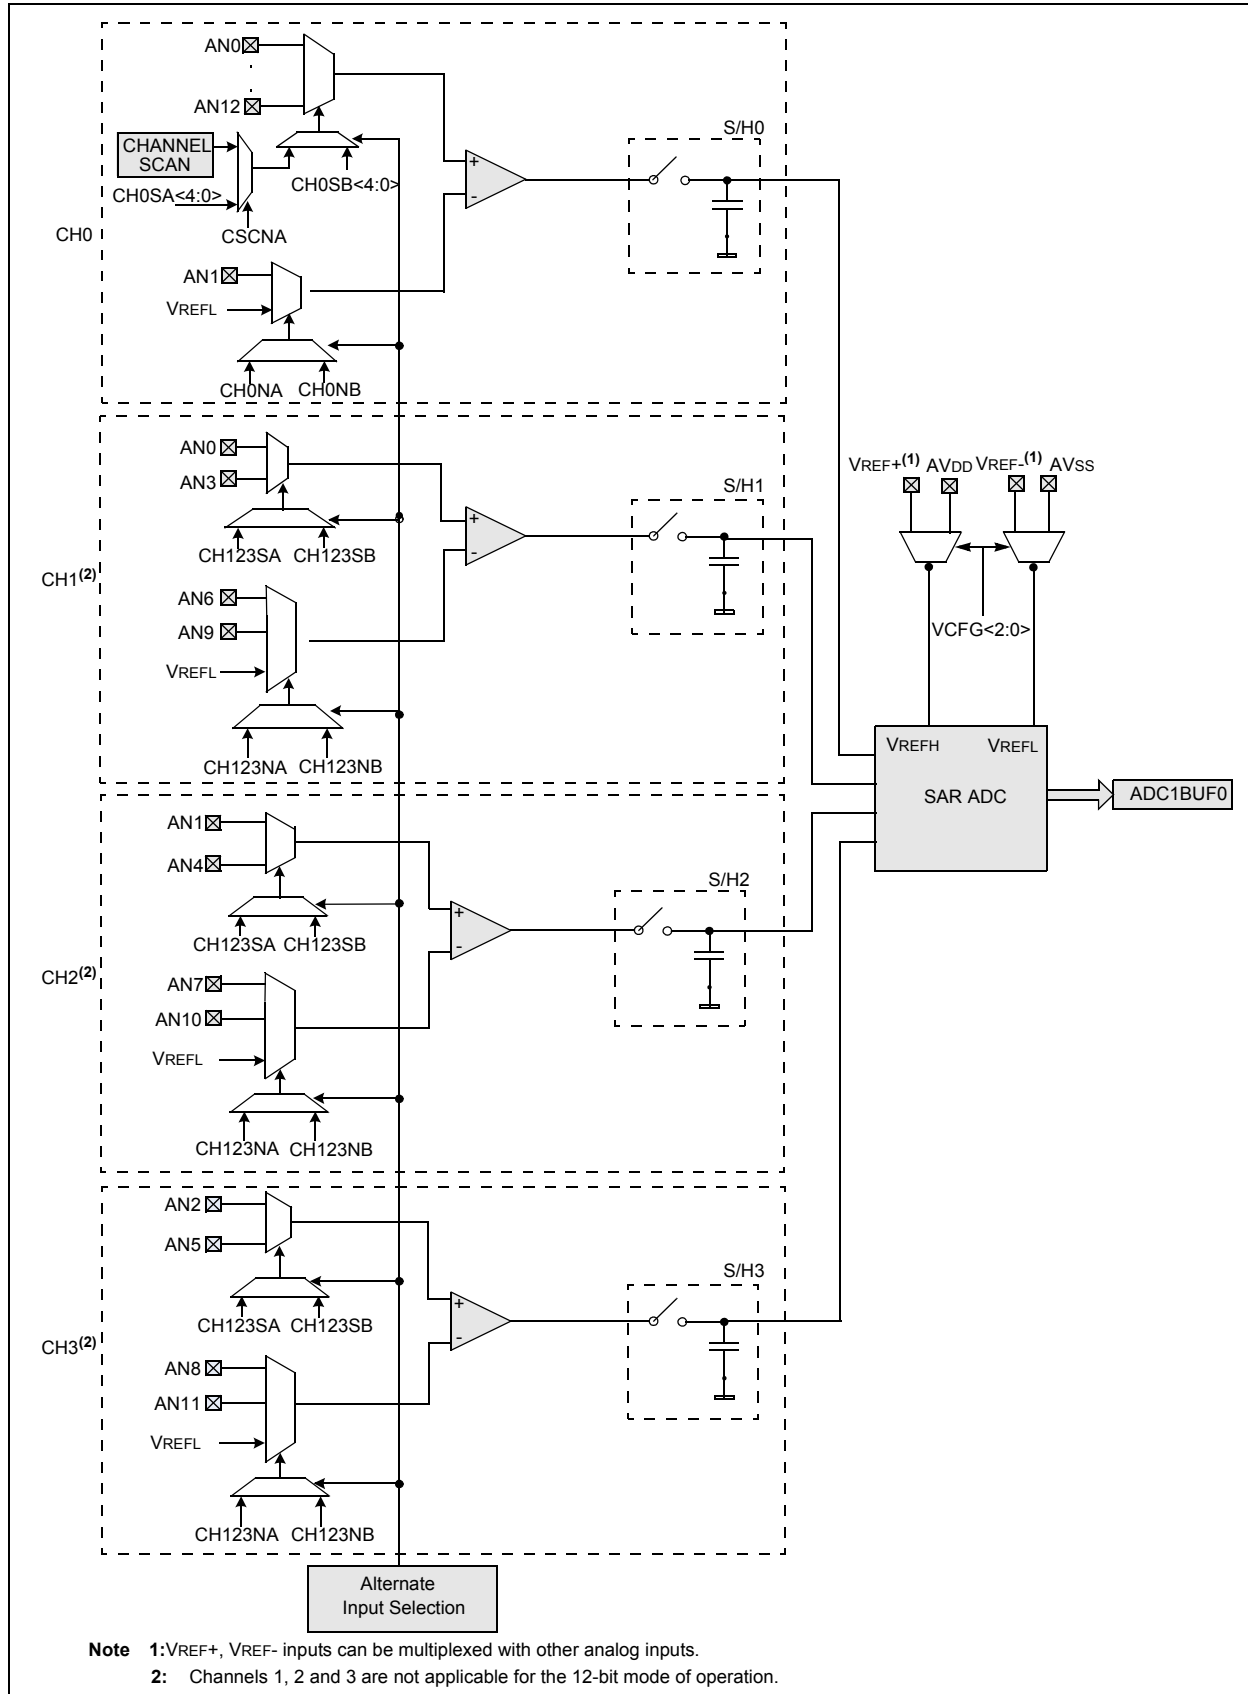 AN0
.
.
AN12
CHANNEL
SCAN
CH0SA<4:0>
CH0SB<4:0>
CSCNA
CH0
AN1
VREFL
CH0NA CH0NB
+
-
S/H0
AN0
AN3
CH123SA CH123SB
CH1(2)
AN6
AN9
VREFL
CH123NA CH123NB
+
-
S/H1
AN1
AN4
CH123SA CH123SB
CH2(2)
AN7
AN10
VREFL
CH123NA CH123NB
+
-
S/H2
AN2
AN5
CH123SA CH123SB
CH3(2)
AN8
AN11
VREFL
CH123NA CH123NB
+
-
S/H3
VREF+(1) AVDD VREF-(1) AVSS
VCFG<2:0>
VREFH VREFL
SAR ADC
ADC1BUF0
Alternate
Input Selection
Note 1:VREF+, VREF- inputs can be multiplexed with other analog inputs.
2: Channels 1, 2 and 3 are not applicable for the 12-bit mode of operation.